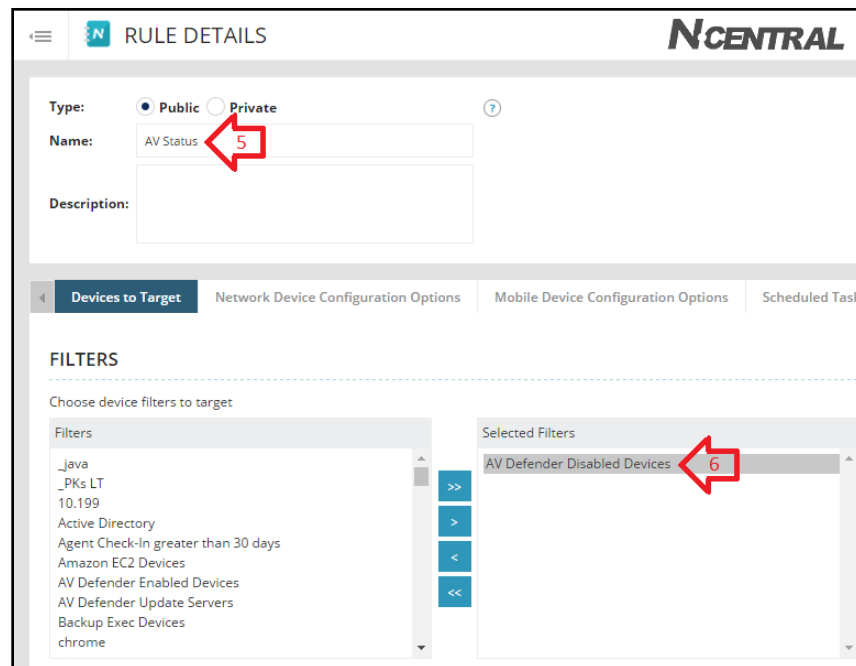 RULE DETAILS
NCENTRAL
Type: Public Private ?
Name: AV Status 5
Description:
Devices to Target Network Device Configuration Options Mobile Device Configuration Options Scheduled Task
FILTERS
Choose device filters to target
Filters Selected Filters
_java AV Defender Disabled Devices 6
_PKs LT
10.199 >>
Active Directory >
Agent Check-In greater than 30 days
Amazon EC2 Devices <
AV Defender Enabled Devices
AV Defender Update Servers <<
Backup Exec Devices
chrome